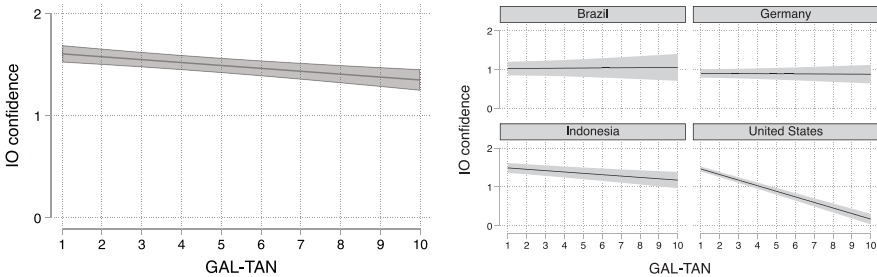 IO confidence
2
1
0
1 2 3 4 5 6 7 8 9 10
GAL-TAN
IO confidence
Brazil Germany
2
1
0
Indonesia United States
2
1
0
1 2 3 4 5 6 7 8 9 10 1 2 3 4 5 6 7 8 9 10
GAL-TAN GAL-TAN